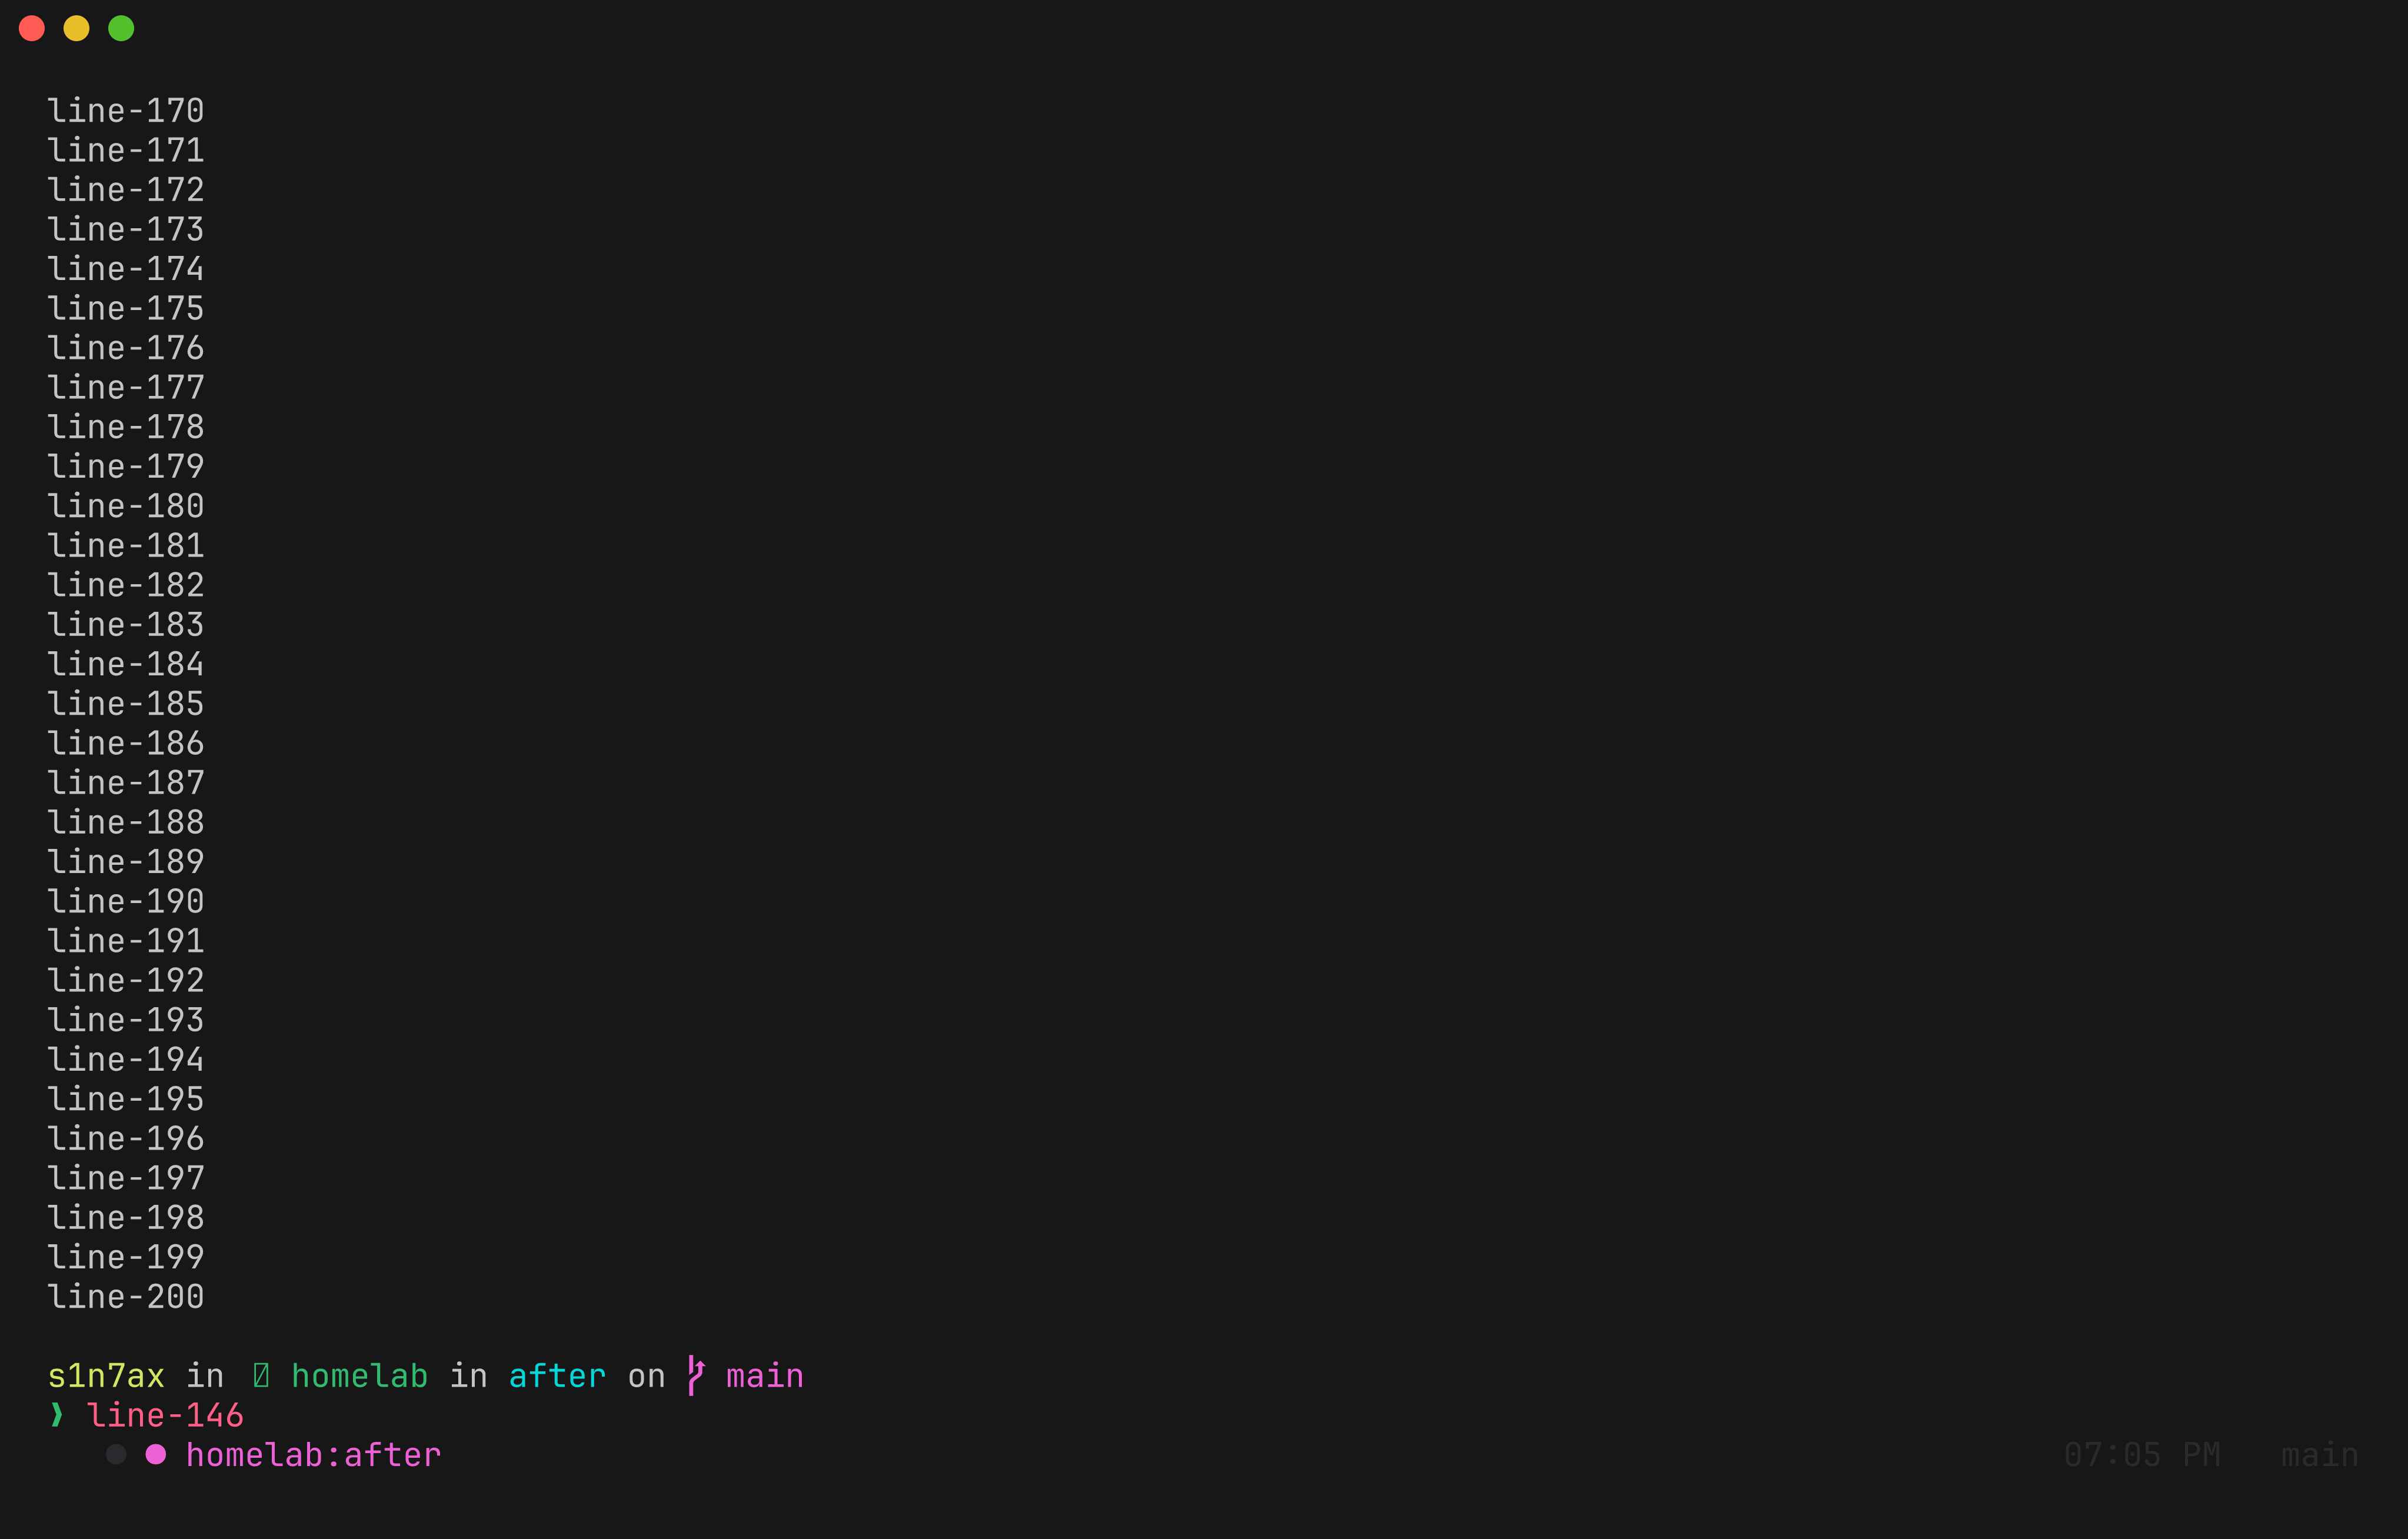 line-170
line-171
line-172
line-173
line-174
line-175
line-176
line-177
line-178
line-179
line-180
line-181
line-182
line-183
line-184
line-185
line-186
line-187
line-188
line-189
line-190
line-191
line-192
line-193
line-194
line-195
line-196
line-197
line-198
line-199
line-200
s1n7ax in homelab in after on main
❯ line-146
homelab:after 07:05 PM main